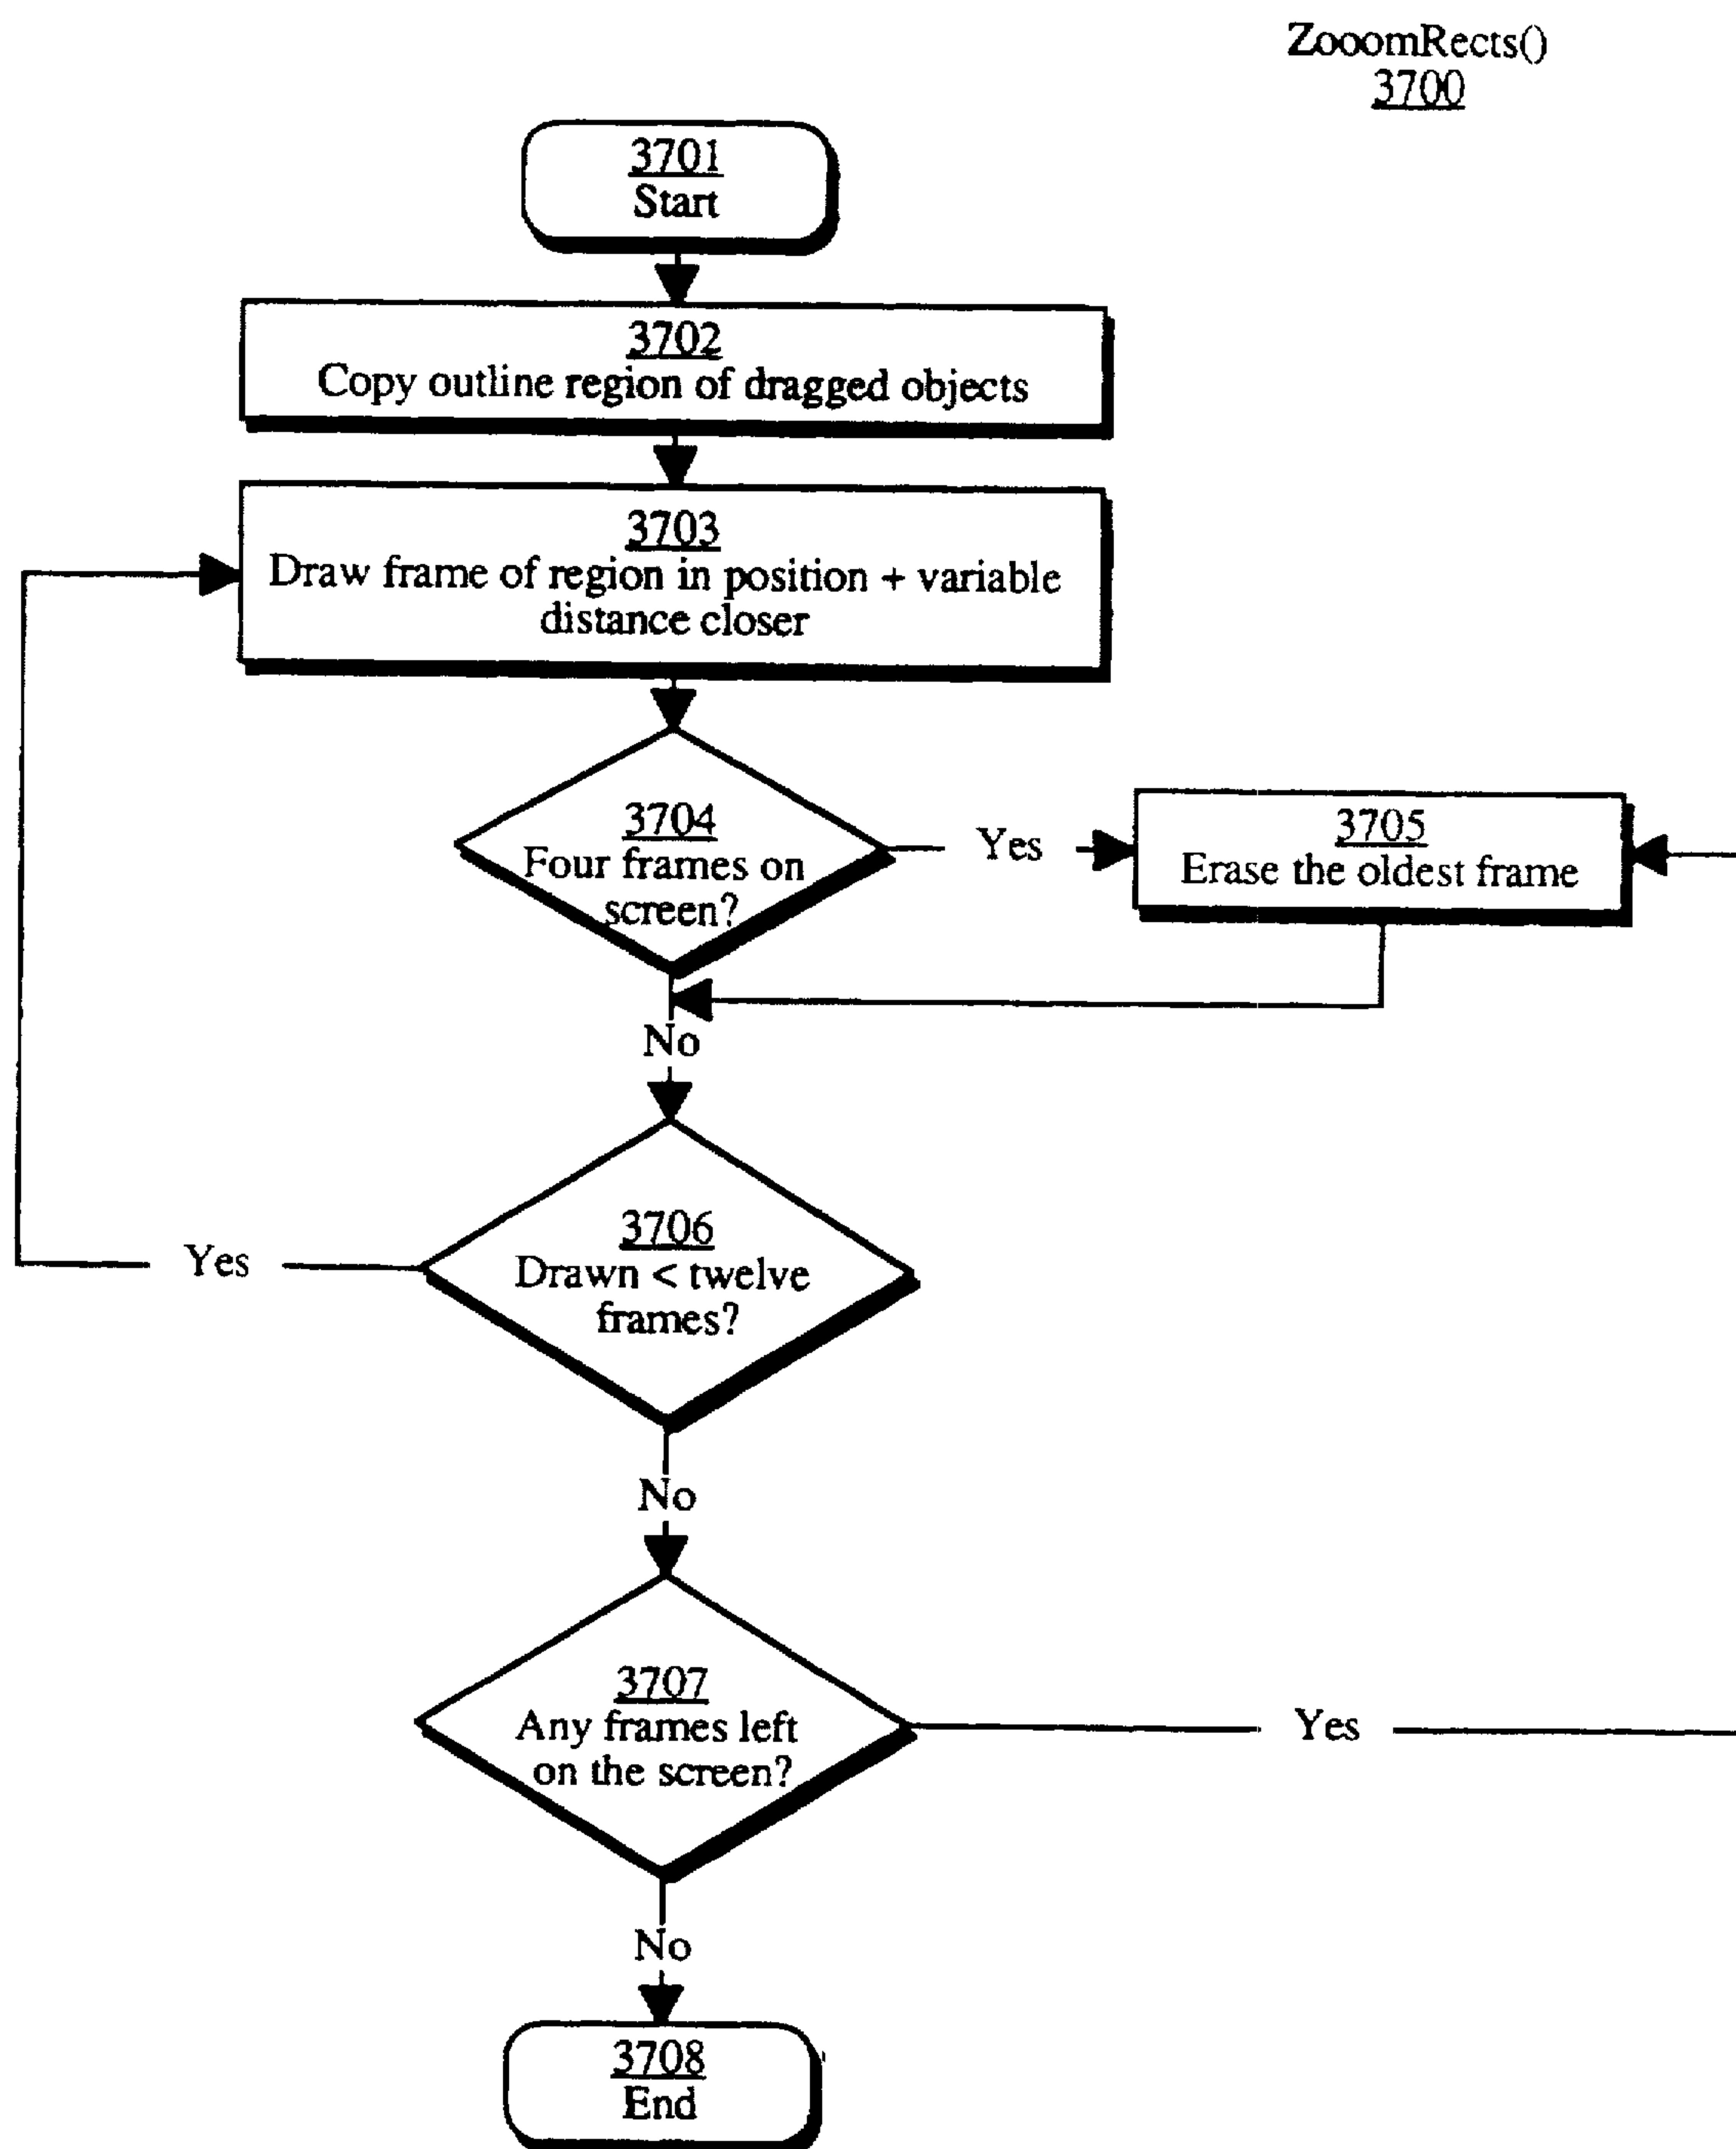 ZooomRects()
3700
3701
Start
3702
Copy outline region of dragged objects
3703
Draw frame of region in position + variable
distance closer
3704
Four frames on
screen?
Yes
3705
Erase the oldest frame
No
3706
Drawn < twelve
frames?
Yes
No
3707
Any frames left
on the screen?
Yes
No
3708
End